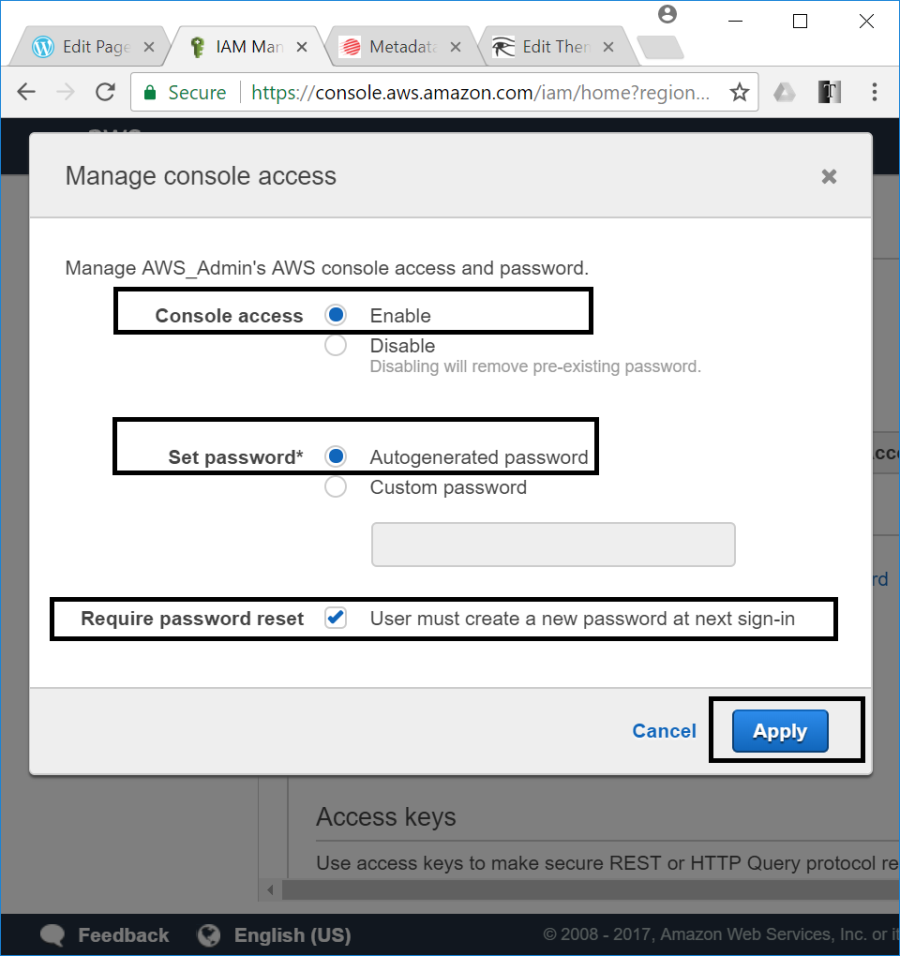 Edit Page
IAM Man
Metadata
Edit Then
Secure
https://console.aws.amazon.com/iam/home?region...
Manage console access
Manage AWS_Admin's AWS console access and password.
Console access Enable
Disable
Disabling will remove pre-existing password.
Set password* Autogenerated password
Custom password
Require password reset User must create a new password at next sign-in
Cancel Apply
Access keys
Use access keys to make secure REST or HTTP Query protocol re
Feedback English (US) © 2008 - 2017, Amazon Web Services, Inc. or it